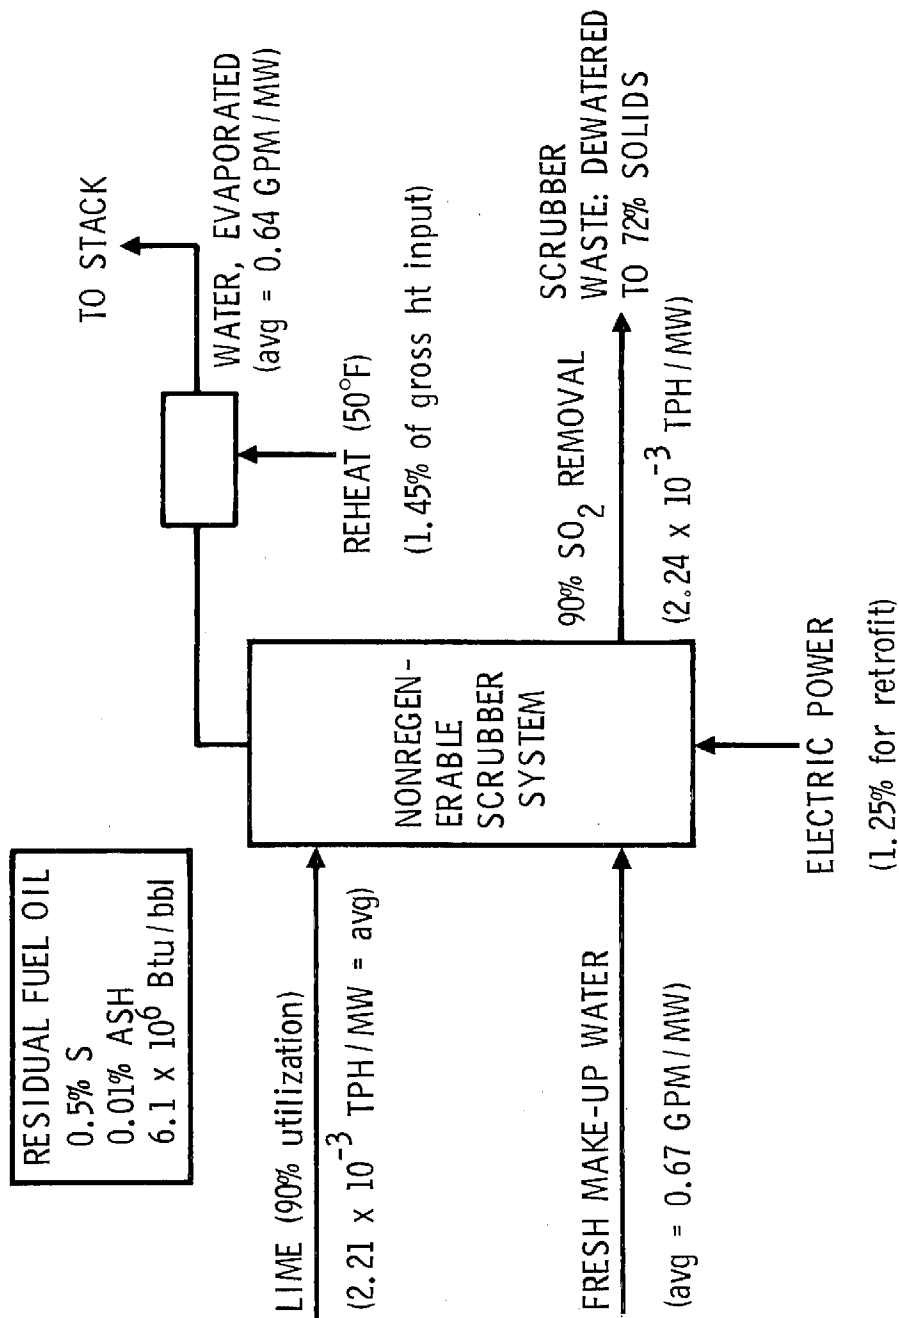 RESIDUAL FUEL OIL
0.5% S
0.01% ASH
6.1 x 10⁶ Btu/bbl
TO STACK
WATER, EVAPORATED
(avg = 0.64 GPM/MW)
REHEAT (50°F)
(1.45% of gross ht input)
LIME (90% utilization)
(2.21 x 10⁻³ TPH/MW = avg)
NONREGEN-
ERABLE
SCRUBBER
SYSTEM
90% SO₂ REMOVAL
(2.24 x 10⁻³ TPH/MW)
SCRUBBER
WASTE: DEWATERED
TO 72% SOLIDS
FRESH MAKE-UP WATER
(avg = 0.67 GPM/MW)
ELECTRIC POWER
(1.25% for retrofit)